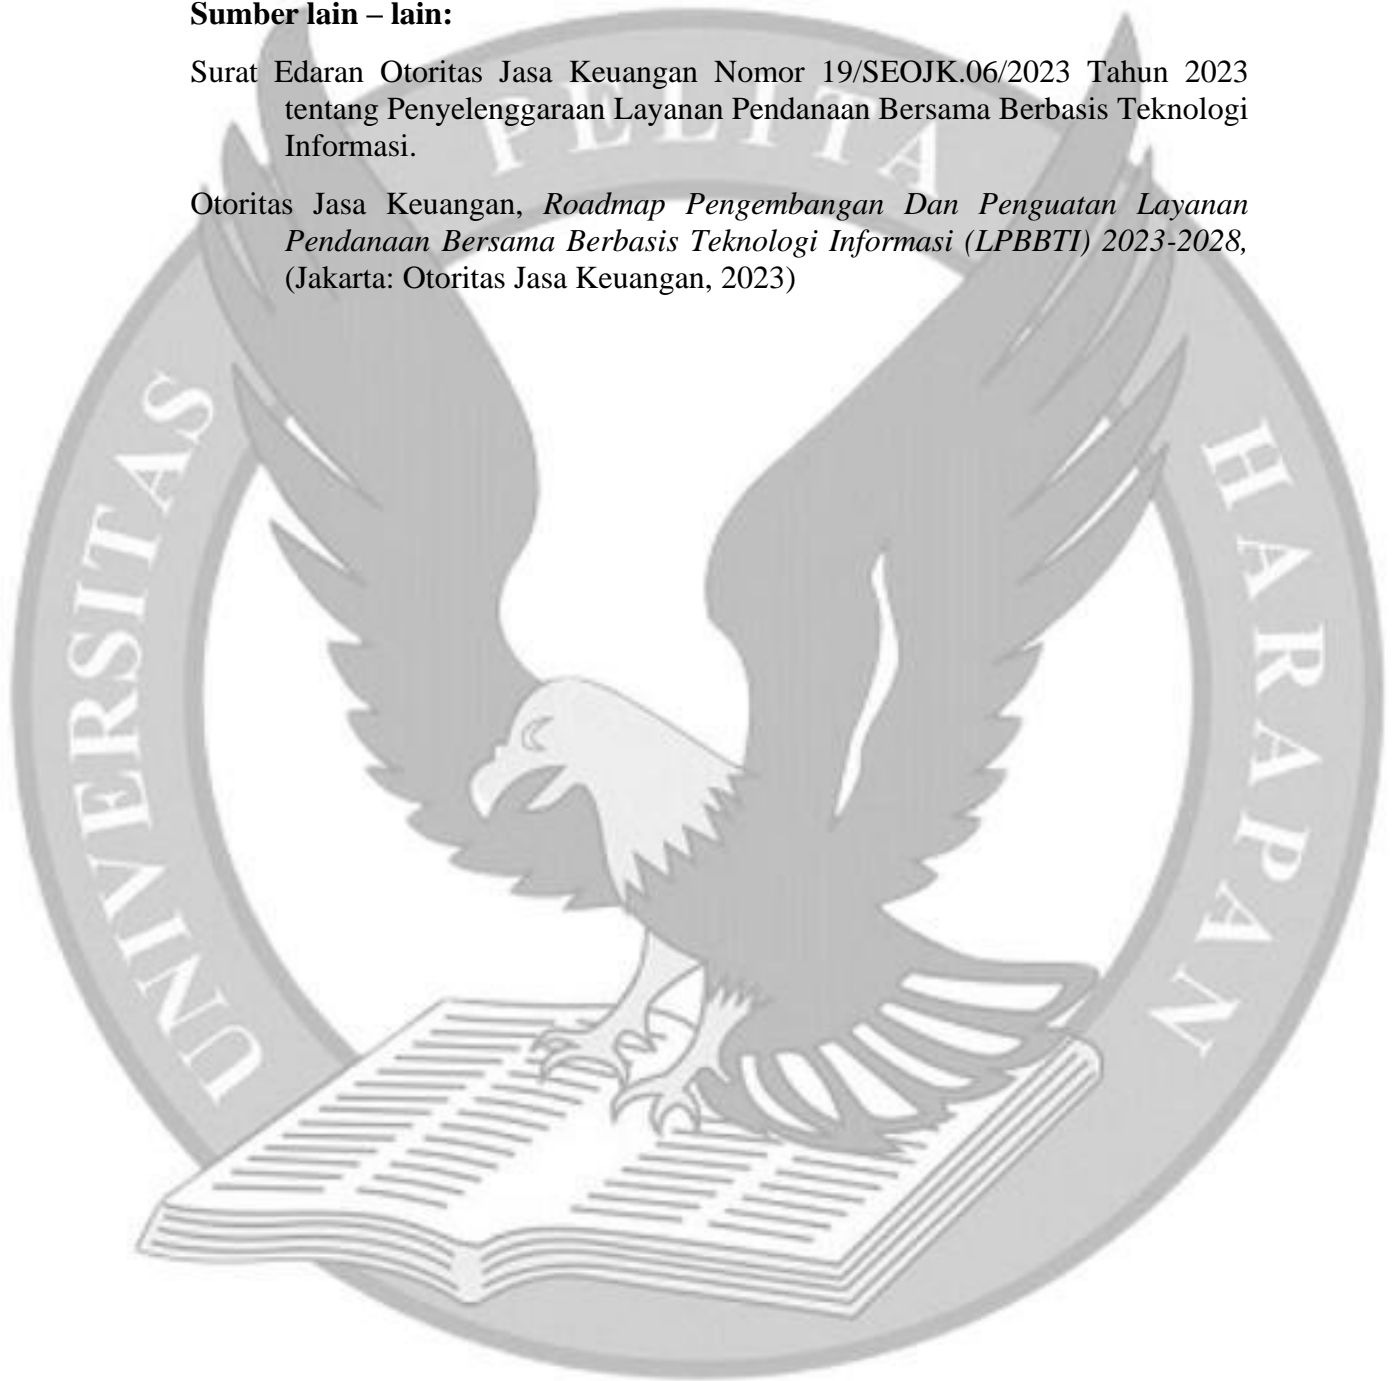 Sumber lain – lain:
Surat Edaran Otoritas Jasa Keuangan Nomor 19/SEOJK.06/2023 Tahun 2023
tentang Penyelenggaraan Layanan Pendanaan Bersama Berbasis Teknologi
Informasi.
Otoritas Jasa Keuangan, Roadmap Pengembangan Dan Penguatan Layanan
Pendanaan Bersama Berbasis Teknologi Informasi (LPBBTI) 2023-2028,
(Jakarta: Otoritas Jasa Keuangan, 2023)
UNIVERSITAS
PELITA
HARAPAN